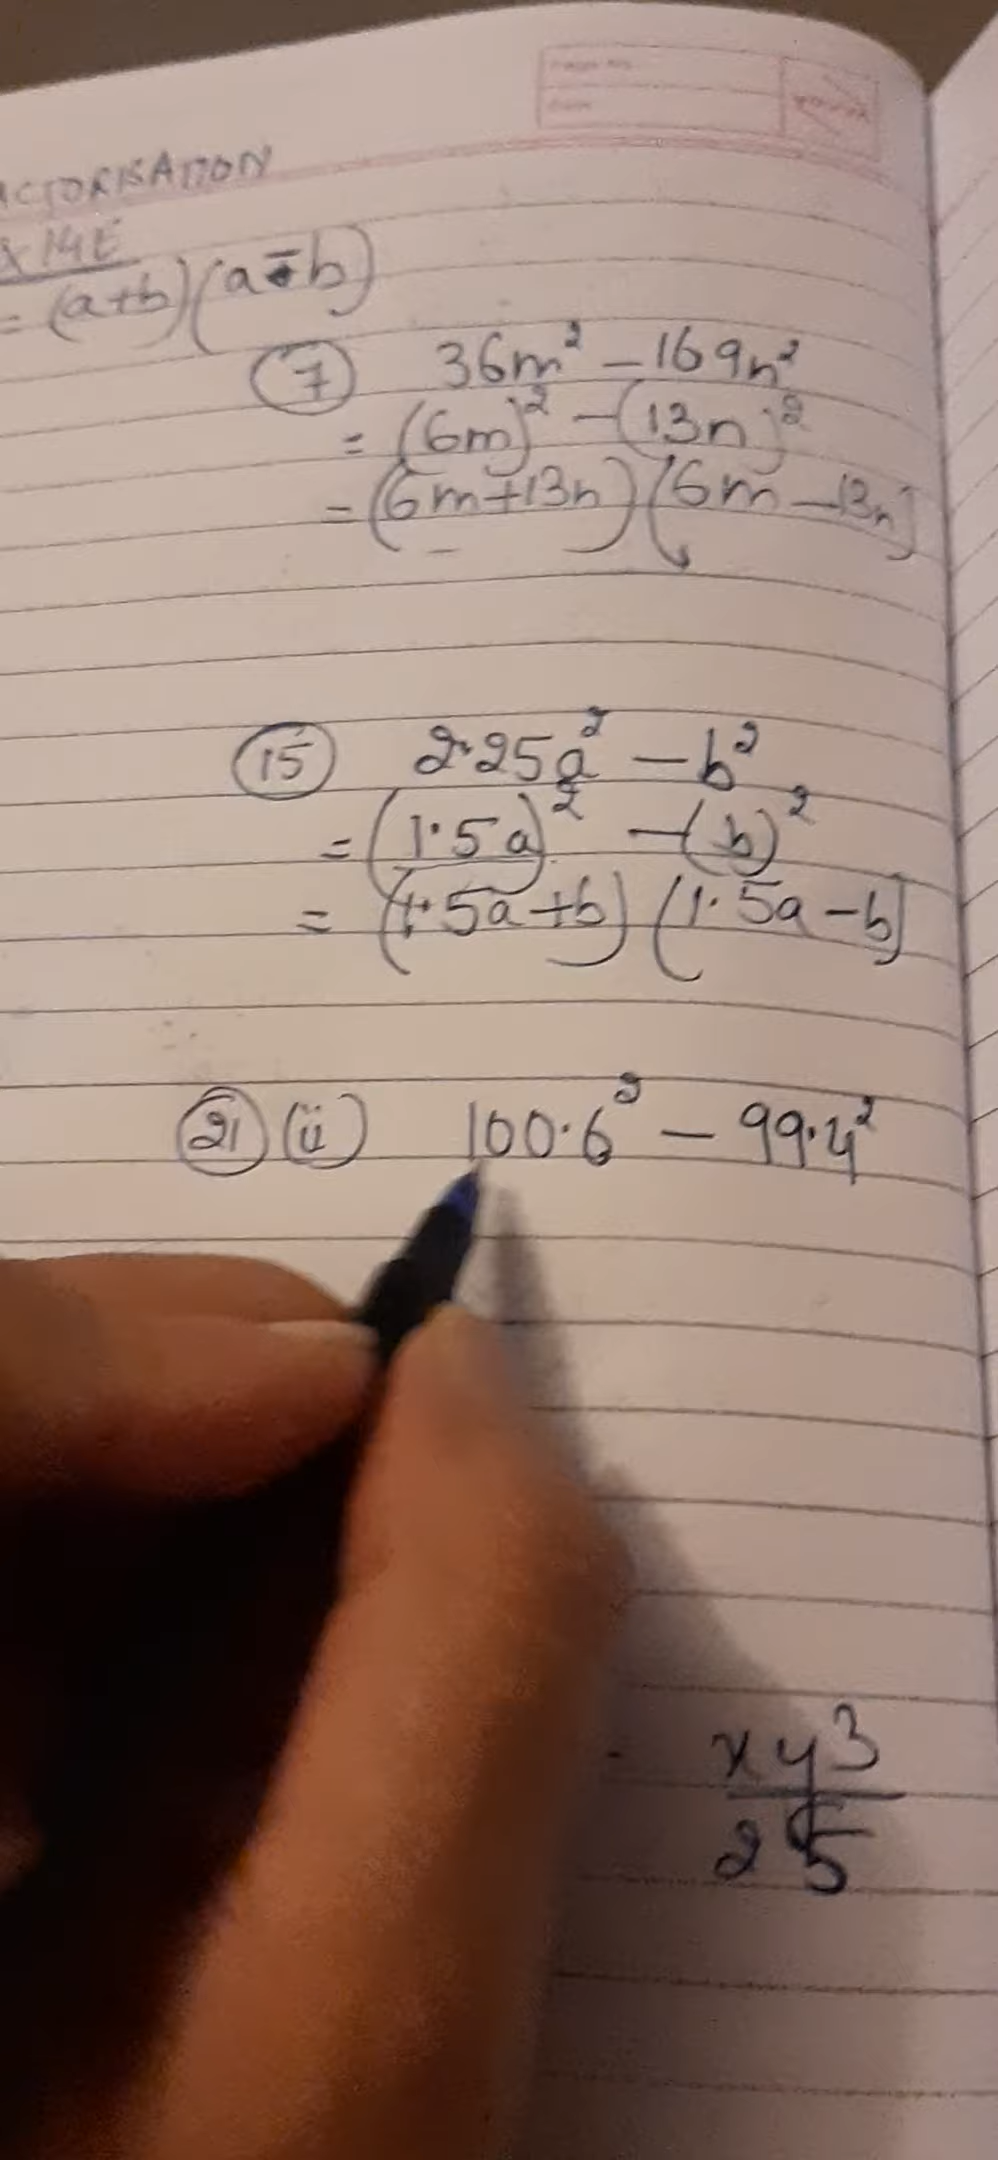 ACTORISATION
x 14E
= (a+b)(a-b)
(7) 36m² - 169n²
= (6m)² - (13n)²
= (6m+13n)(6m-13n)
(15) 2.25a² - b²
= (1.5a)² - (b)²
= (1.5a+b)(1.5a-b)
(21) (ii) 100.6² - 99.4²
xy3
25